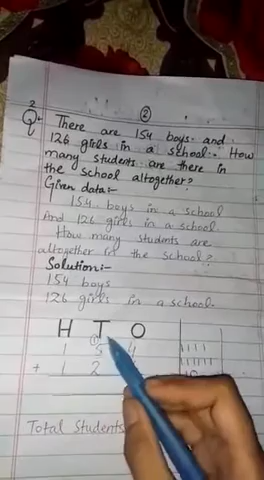 ②
2
Q
There are 154 boys and
126 girls in a school. How
many students are there in
the school altogether?
Given data:-
154 boys in a school
And 126 girls in a school.
How many students are
altogether in the school?
Solution:-
154 boys
126 girls in a school.
H T O
①
1 5 4
+ 1 2
Total Students